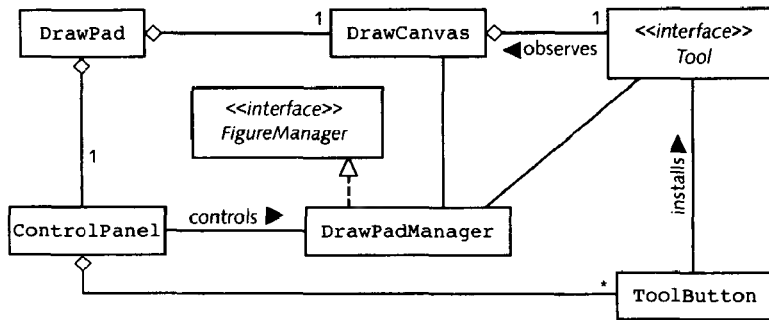 DrawPad
1
DrawCanvas
1
◀observes
<<interface>>
Tool
<<interface>>
FigureManager
1
installs ▶
ControlPanel
controls ▶
DrawPadManager
*
ToolButton